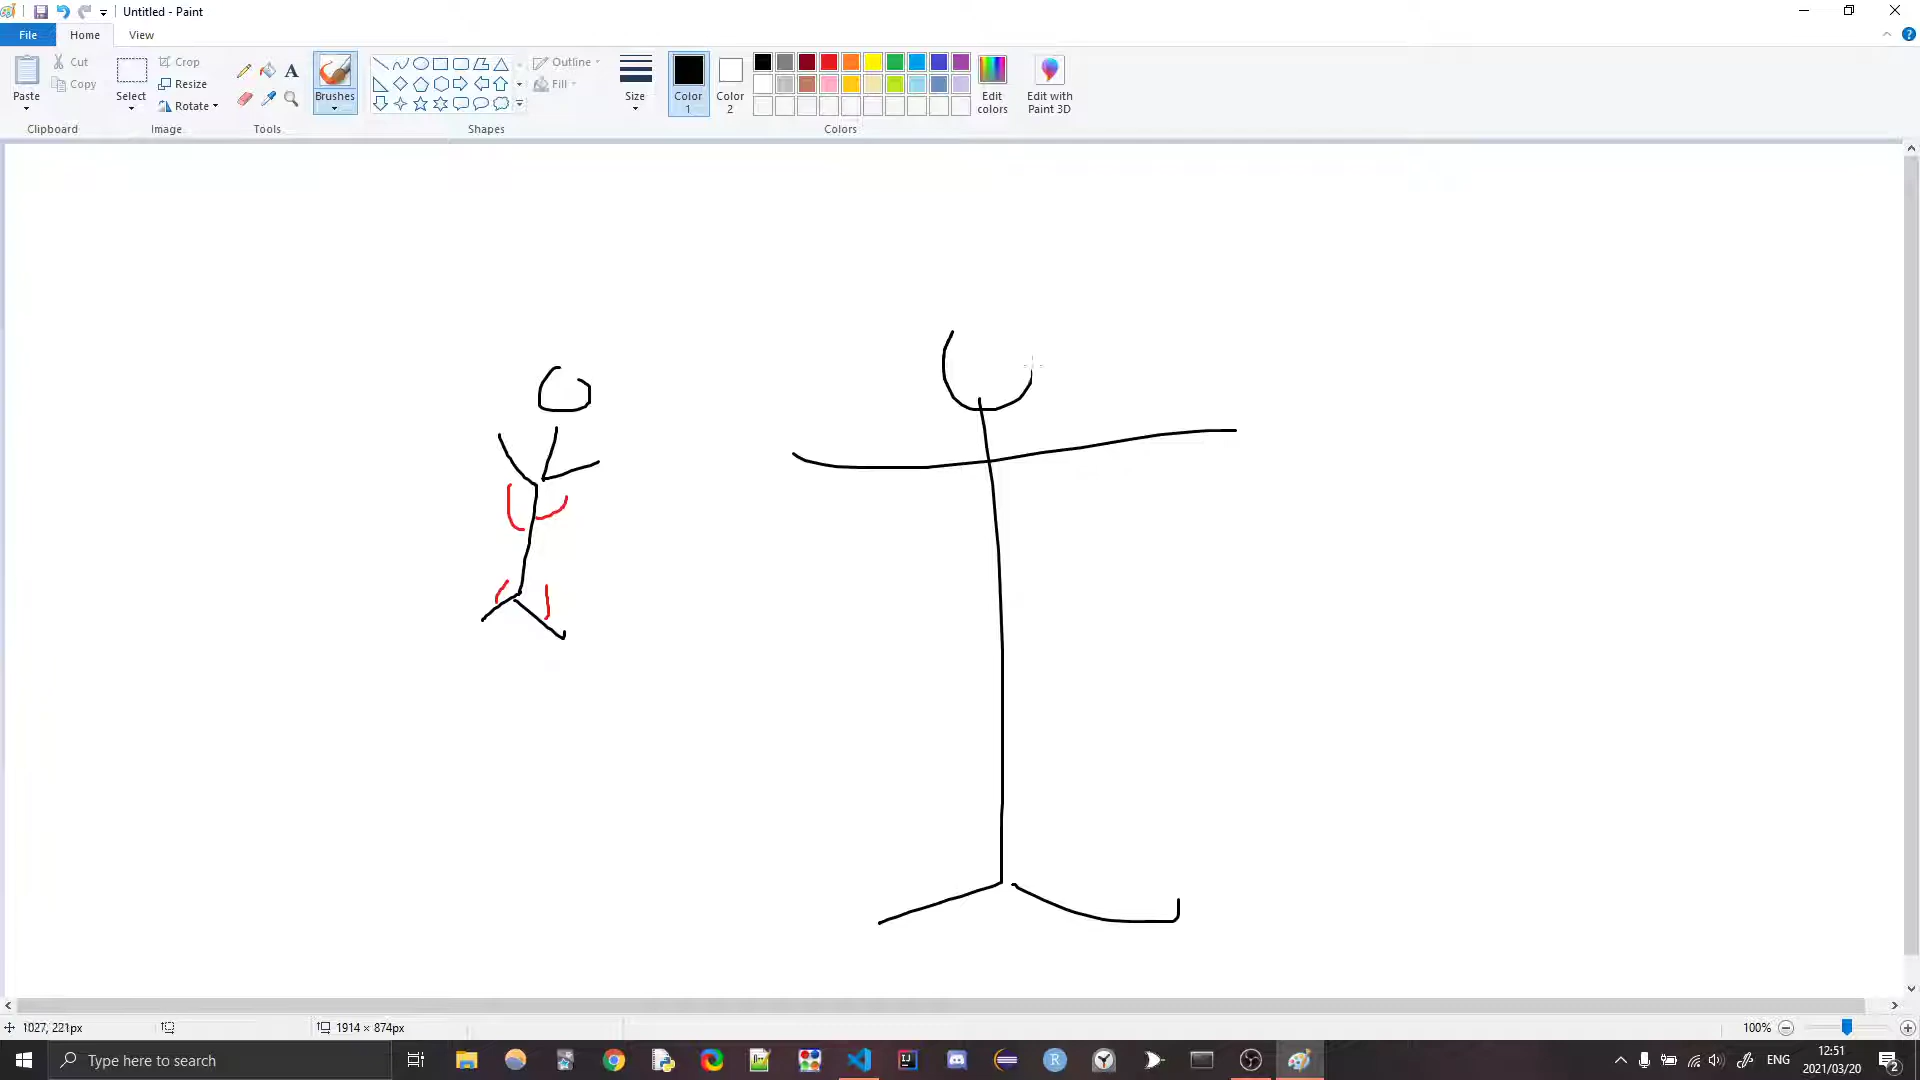 Untitled - Paint
File Home View
Paste
Cut
Copy
Clipboard
Select
Crop
Resize
Rotate
Image
A
Tools
Brushes
Outline
Fill
Shapes
Size
Color 1
Color 2
Edit colors
Edit with Paint 3D
Colors
1027, 221px
1914 × 874px
100%
Type here to search
IJ
R
ENG
12:51
2021/03/20
2